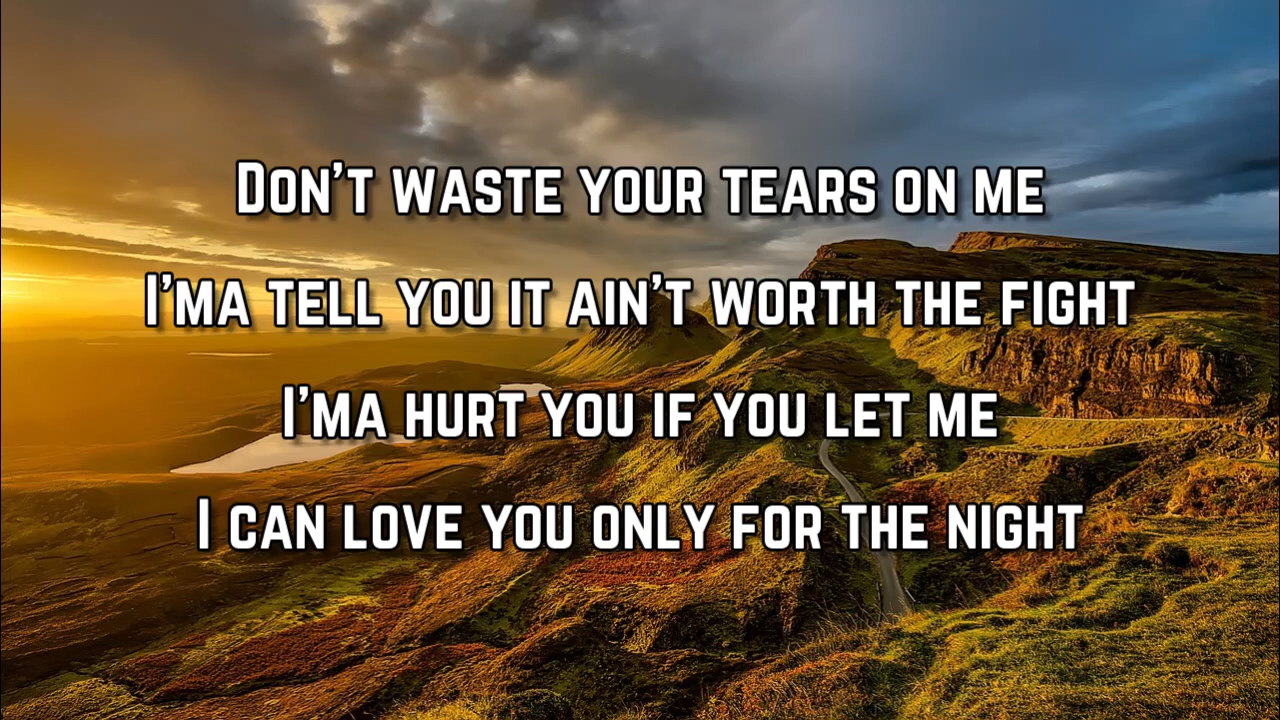 Don't waste your tears on me
I'ma tell you it ain't worth the fight
I'ma hurt you if you let me
I can love you only for the night